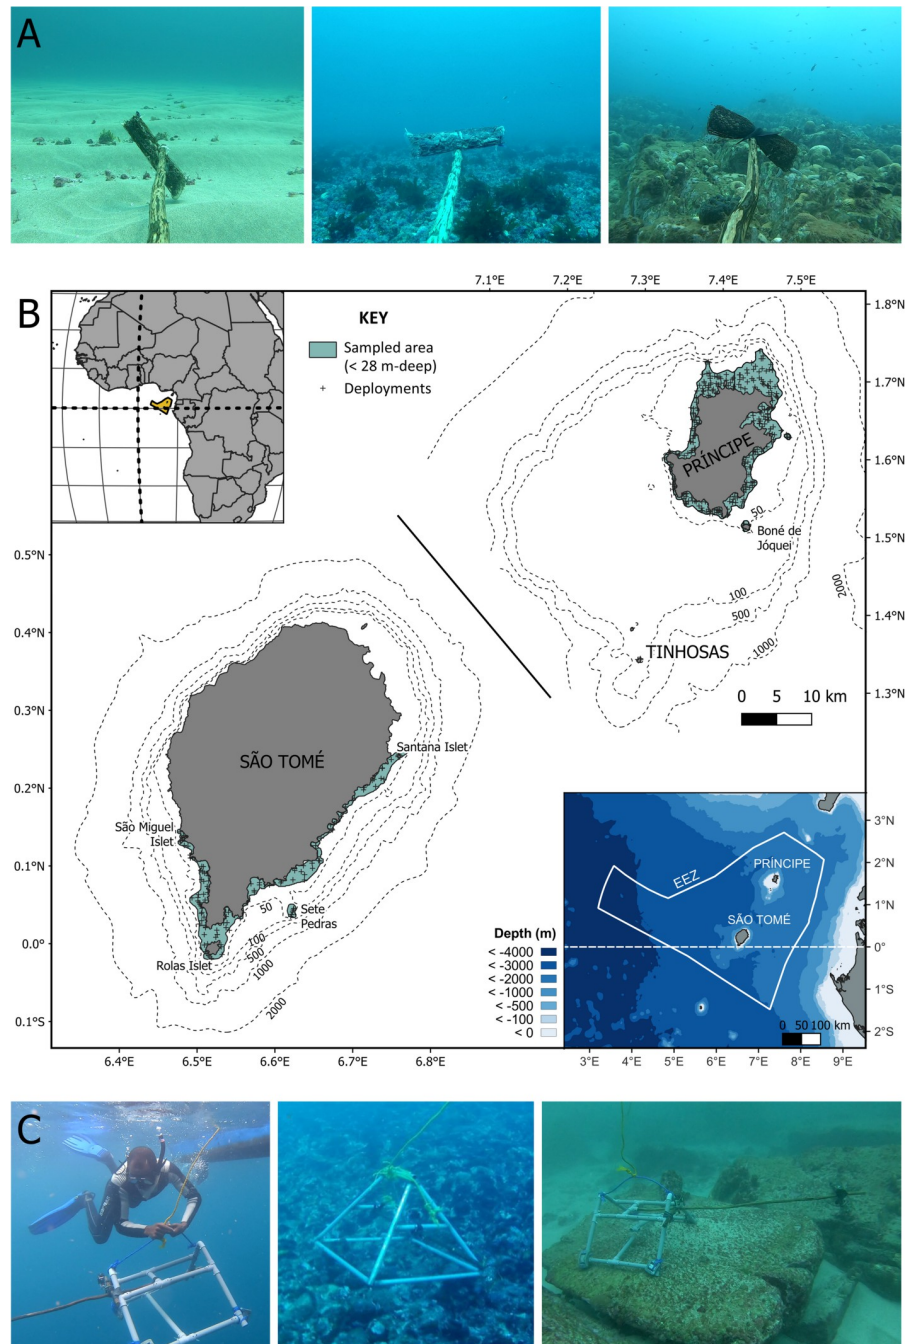 A
B
7.1°E 7.2°E 7.3°E 7.4°E 7.5°E
1.8°N
1.7°N
1.6°N
1.5°N
1.4°N
1.3°N
KEY
Sampled area
(< 28 m-deep)
Deployments
PRÍNCIPE
50
Boné de
Jóquei
100
500
1000
2000
TINHOSAS
0 5 10 km
0.5°N
0.4°N
0.3°N
0.2°N
0.1°N
0.0°
0.1°S
SÃO TOMÉ
Santana Islet
São Miguel
Islet
Sete
Pedras
Rolas Islet
50
100
500
1000
2000
6.4°E 6.5°E 6.6°E 6.7°E 6.8°E
EEZ
PRÍNCIPE
SÃO TOMÉ
3°N
2°N
1°N
0°
1°S
2°S
Depth (m)
< -4000
< -3000
< -2000
< -1000
< -500
< -100
< 0
0 50 100 km
3°E 4°E 5°E 6°E 7°E 8°E 9°E
C